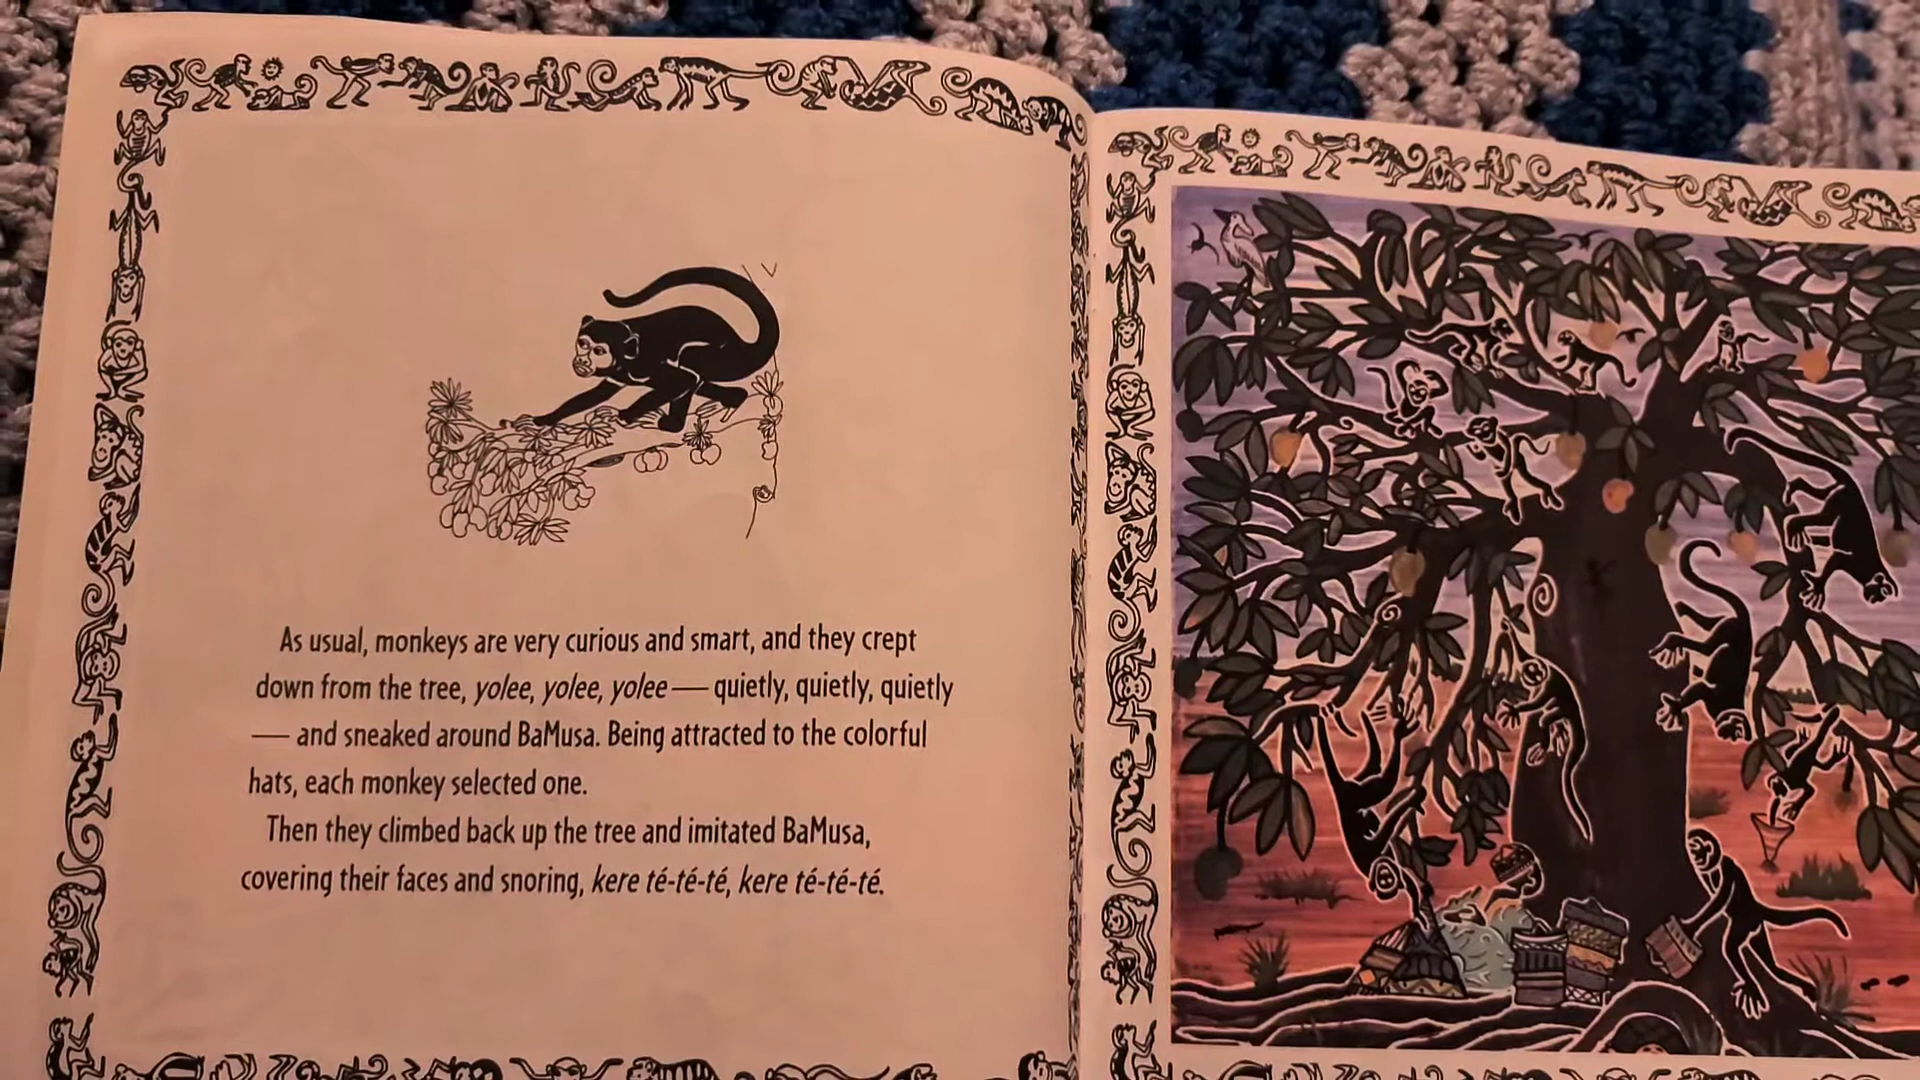 As usual, monkeys are very curious and smart, and they crept
down from the tree, yolee, yolee, yolee — quietly, quietly, quietly
— and sneaked around BaMusa. Being attracted to the colorful
hats, each monkey selected one.
Then they climbed back up the tree and imitated BaMusa,
covering their faces and snoring, kere té-té-té, kere té-té-té.